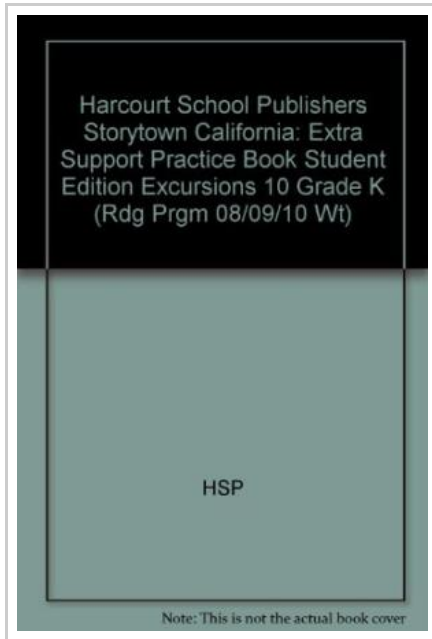 Harcourt School Publishers
Storytown California: Extra
Support Practice Book Student
Edition Excursions 10 Grade K
(Rdg Prgm 08/09/10 Wt)
HSP
Note: This is not the actual book cover